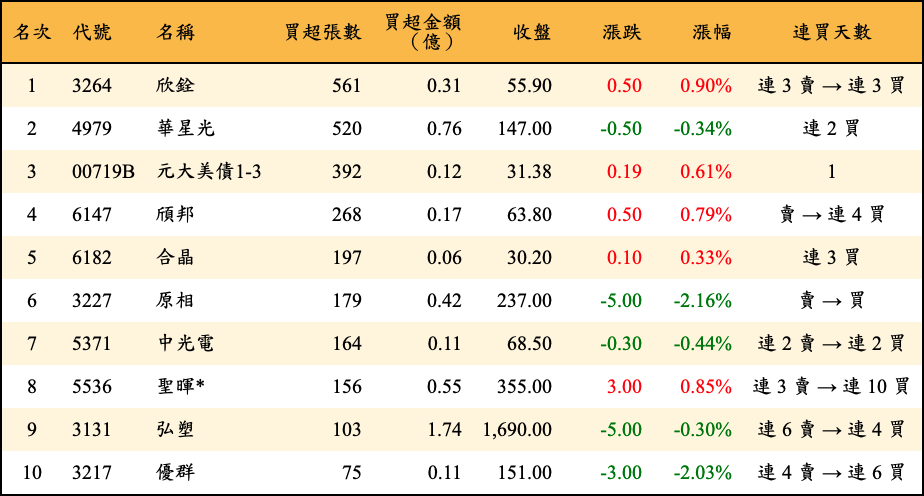 名次 代號 名稱 買超張數 買超金額（億） 收盤 漲跌 漲幅 連買天數
1 3264 欣銓 561 0.31 55.90 0.50 0.90% 連 3 賣 → 連 3 買
2 4979 華星光 520 0.76 147.00 -0.50 -0.34% 連 2 買
3 00719B 元大美債1-3 392 0.12 31.38 0.19 0.61% 1
4 6147 頎邦 268 0.17 63.80 0.50 0.79% 賣 → 連 4 買
5 6182 合晶 197 0.06 30.20 0.10 0.33% 連 3 買
6 3227 原相 179 0.42 237.00 -5.00 -2.16% 賣 → 買
7 5371 中光電 164 0.11 68.50 -0.30 -0.44% 連 2 賣 → 連 2 買
8 5536 聖暉* 156 0.55 355.00 3.00 0.85% 連 3 賣 → 連 10 買
9 3131 弘塑 103 1.74 1,690.00 -5.00 -0.30% 連 6 賣 → 連 4 買
10 3217 優群 75 0.11 151.00 -3.00 -2.03% 連 4 賣 → 連 6 買